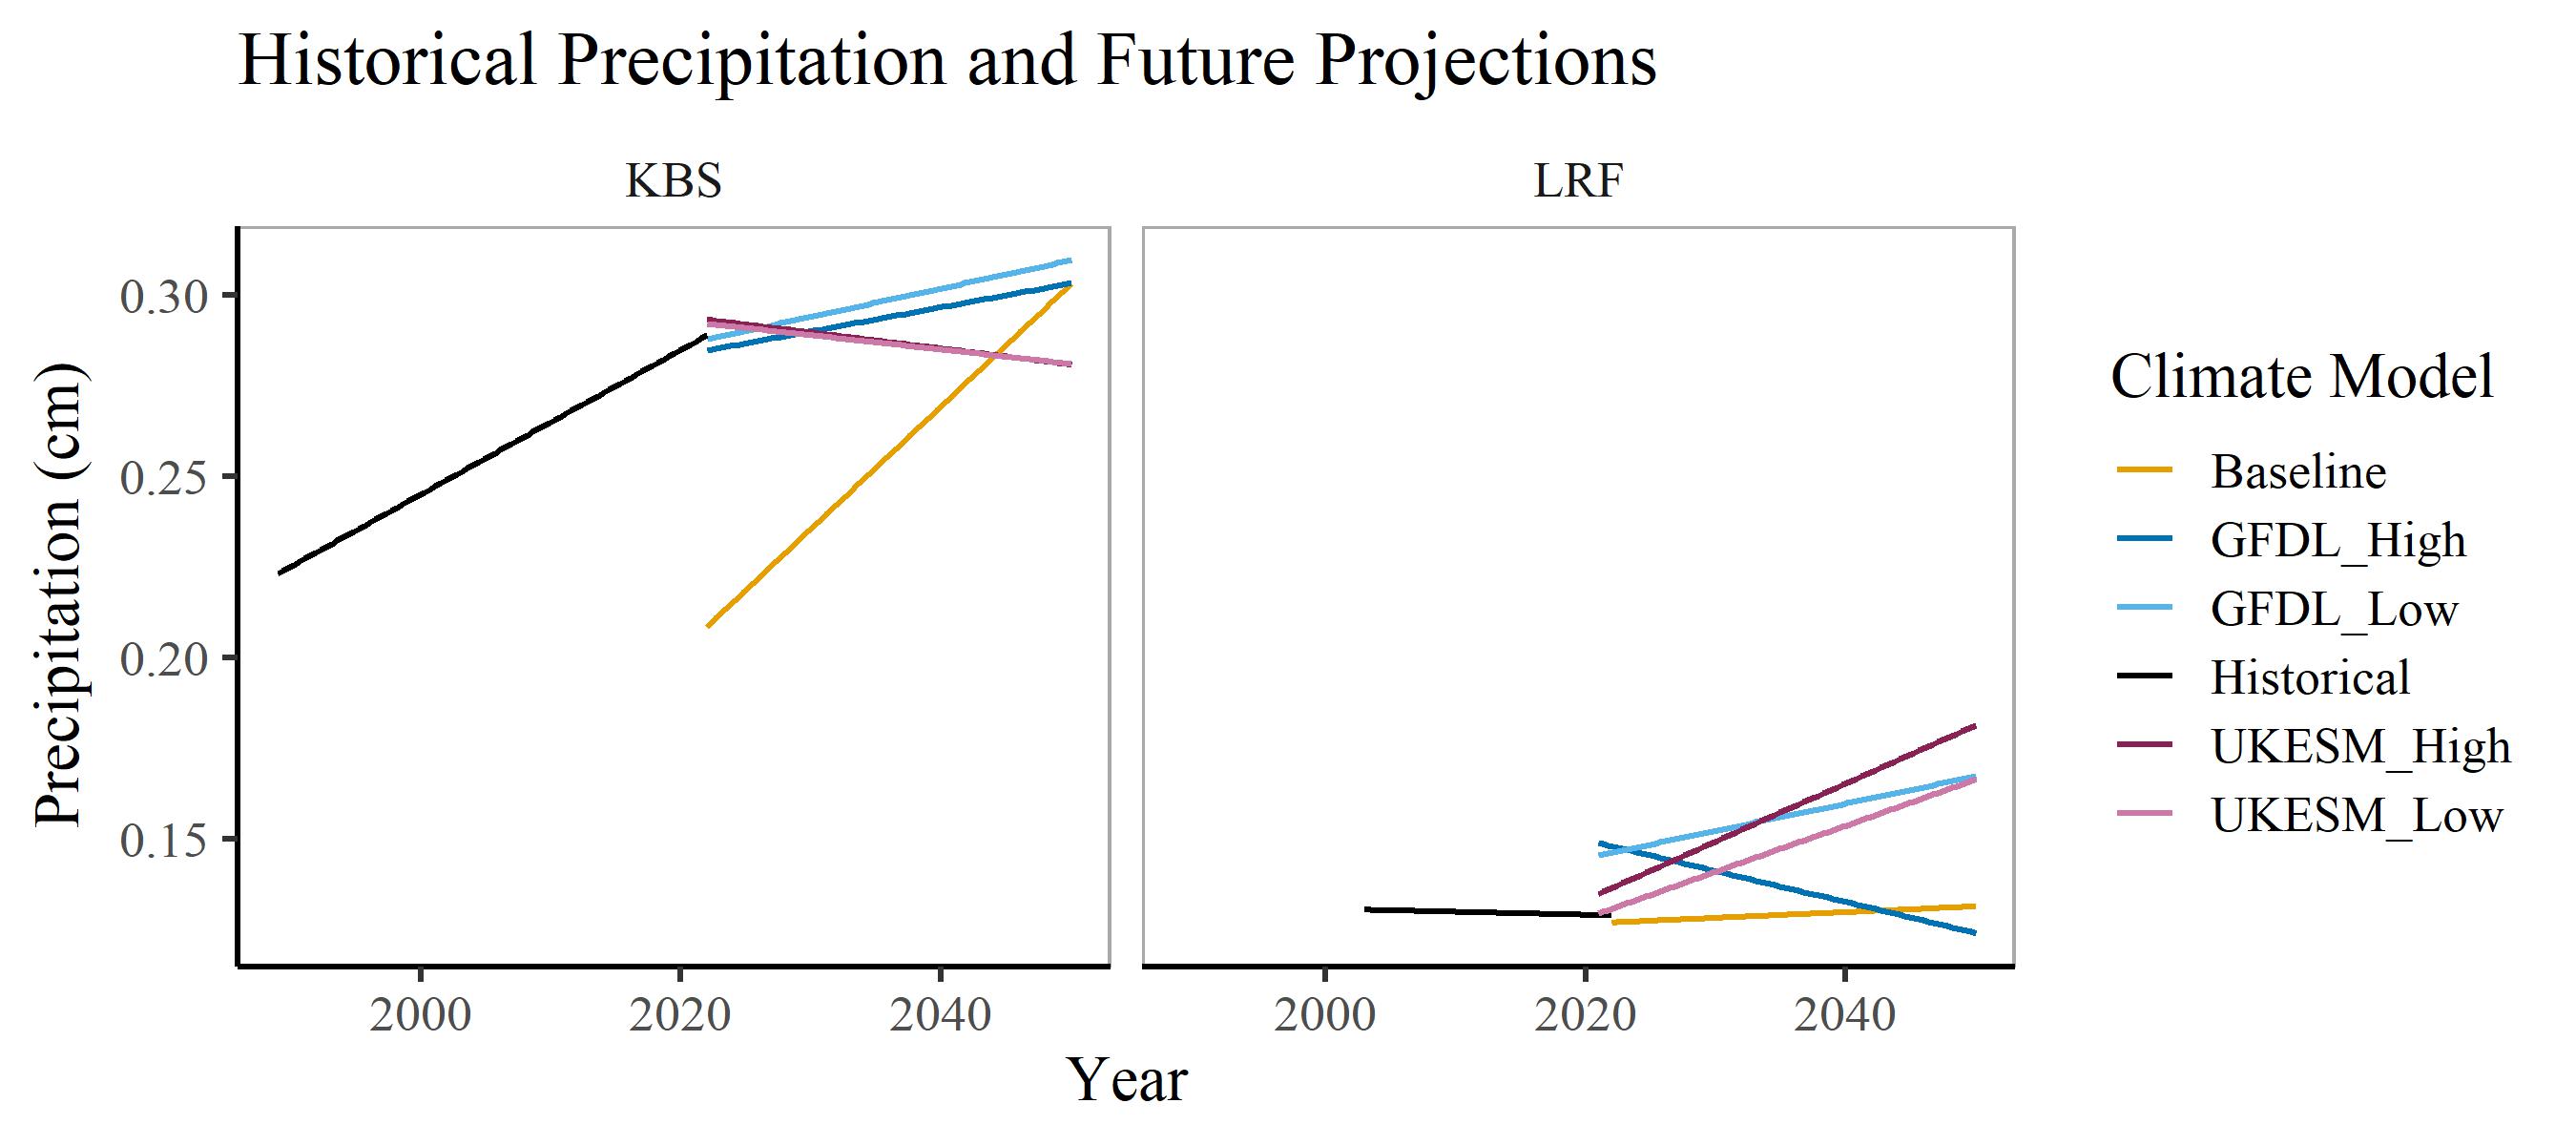 Historical Precipitation and Future Projections
KBS
LRF
Precipitation (cm)
0.30
0.25
0.20
0.15
2000
2020
2040
2000
2020
2040
Year
Climate Model
Baseline
GFDL_High
GFDL_Low
Historical
UKESM_High
UKESM_Low